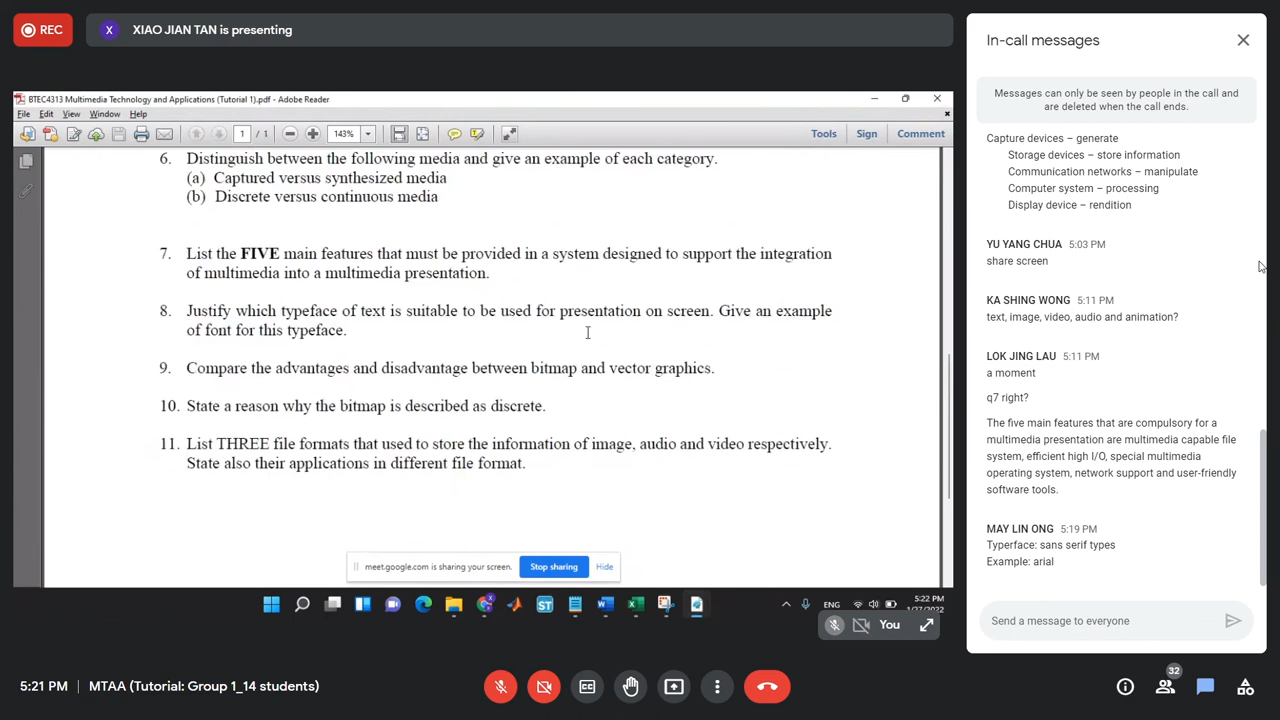 REC
X
XIAO JIAN TAN is presenting
BTEC4313 Multimedia Technology and Applications (Tutorial 1).pdf - Adobe Reader
File Edit View Window Help
1 / 1 143% Tools Sign Comment
6. Distinguish between the following media and give an example of each category.
(a) Captured versus synthesized media
(b) Discrete versus continuous media
7. List the FIVE main features that must be provided in a system designed to support the integration
of multimedia into a multimedia presentation.
8. Justify which typeface of text is suitable to be used for presentation on screen. Give an example
of font for this typeface.
9. Compare the advantages and disadvantage between bitmap and vector graphics.
10. State a reason why the bitmap is described as discrete.
11. List THREE file formats that used to store the information of image, audio and video respectively.
State also their applications in different file format.
meet.google.com is sharing your screen. Stop sharing Hide
ST
ENG
5:22 PM
1/27/2022
You
5:21 PM MTAA (Tutorial: Group 1_14 students)
In-call messages
Messages can only be seen by people in the call and
are deleted when the call ends.
Capture devices – generate
Storage devices – store information
Communication networks – manipulate
Computer system – processing
Display device – rendition
YU YANG CHUA 5:03 PM
share screen
KA SHING WONG 5:11 PM
text, image, video, audio and animation?
LOK JING LAU 5:11 PM
a moment
q7 right?
The five main features that are compulsory for a
multimedia presentation are multimedia capable file
system, efficient high I/O, special multimedia
operating system, network support and user-friendly
software tools.
MAY LIN ONG 5:19 PM
Typerface: sans serif types
Example: arial
Send a message to everyone
32